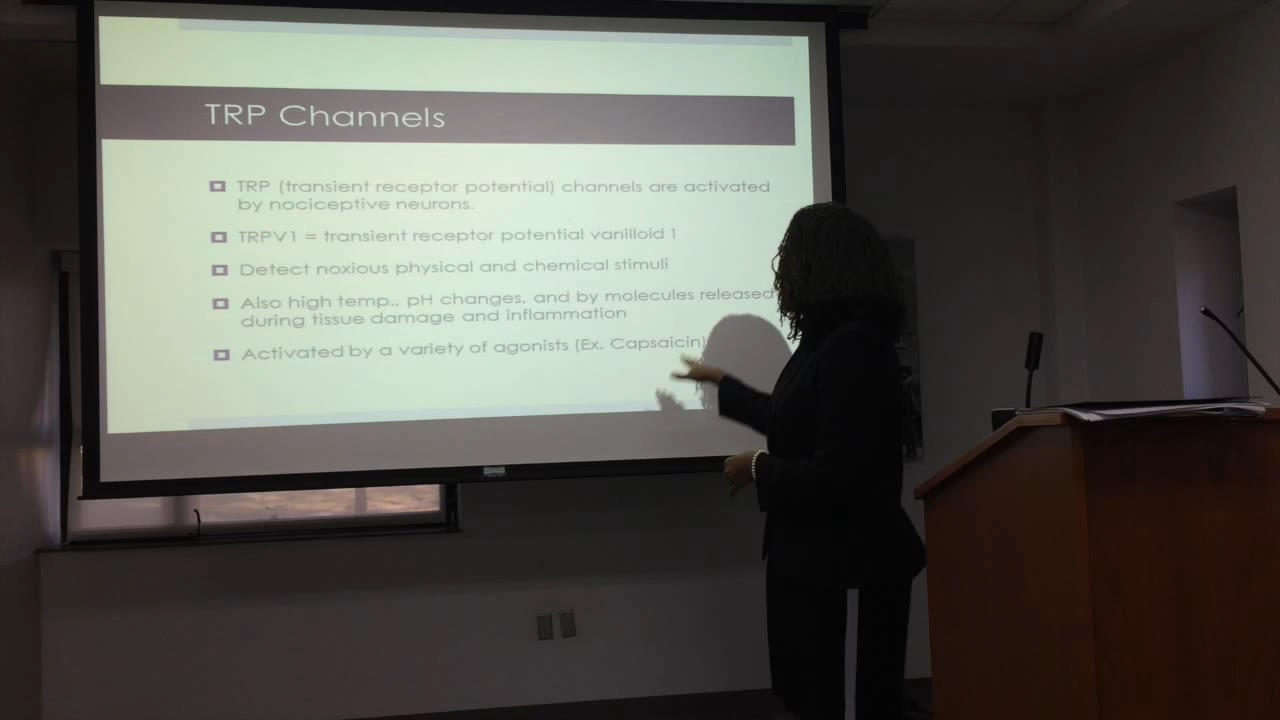 TRP Channels
TRP (transient receptor potential) channels are activated
by nociceptive neurons.
TRPV1 = transient receptor potential vanilloid 1
Detect noxious physical and chemical stimuli
Also high temp., pH changes, and by molecules released
during tissue damage and inflammation
Activated by a variety of agonists (Ex. Capsaicin)